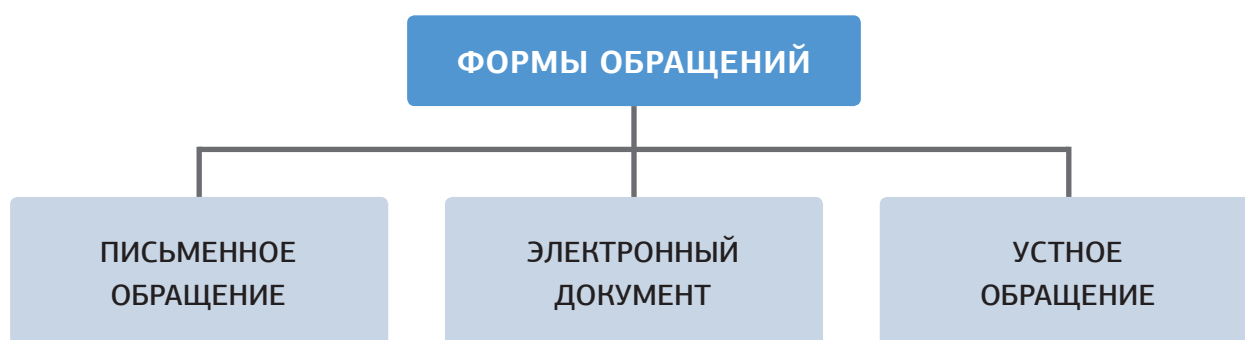 ФОРМЫ ОБРАЩЕНИЙ
ПИСЬМЕННОЕ
ОБРАЩЕНИЕ
ЭЛЕКТРОННЫЙ
ДОКУМЕНТ
УСТНОЕ
ОБРАЩЕНИЕ